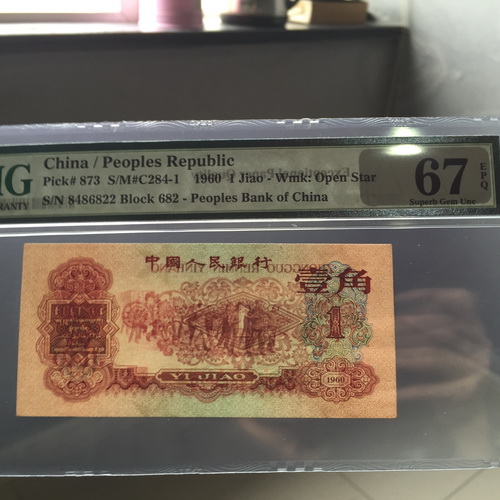 China / Peoples Republic
Pick# 873 S/M#C284-1 1960 1 Jiao - Wmk: Open Star
S/N 8486822 Block 682 - Peoples Bank of China
67
EPQ
Superb Gem Unc
中國人民銀行
壹角
1
YI JIAO
1960